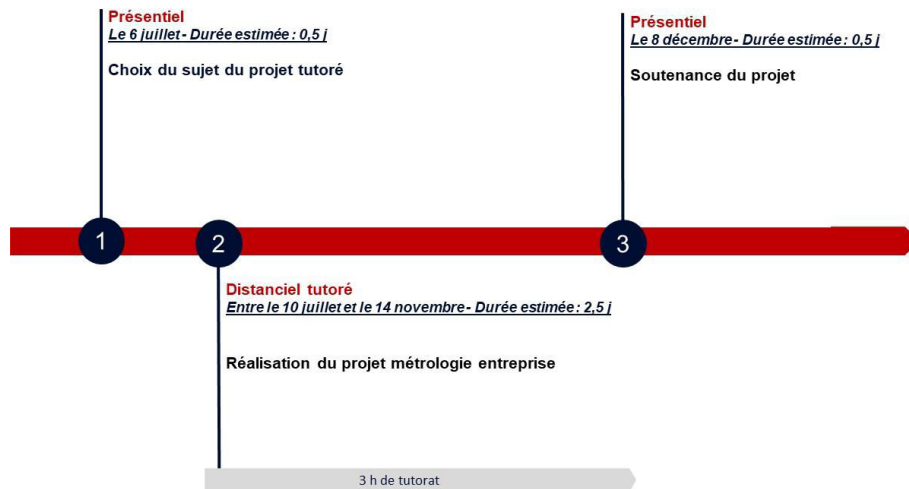 Présentiel
Le 6 juillet - Durée estimée : 0,5 j
Choix du sujet du projet tutoré
Présentiel
Le 8 décembre - Durée estimée : 0,5 j
Soutenance du projet
1
2
3
Distanciel tutoré
Entre le 10 juillet et le 14 novembre - Durée estimée : 2,5 j
Réalisation du projet métrologie entreprise
3 h de tutorat